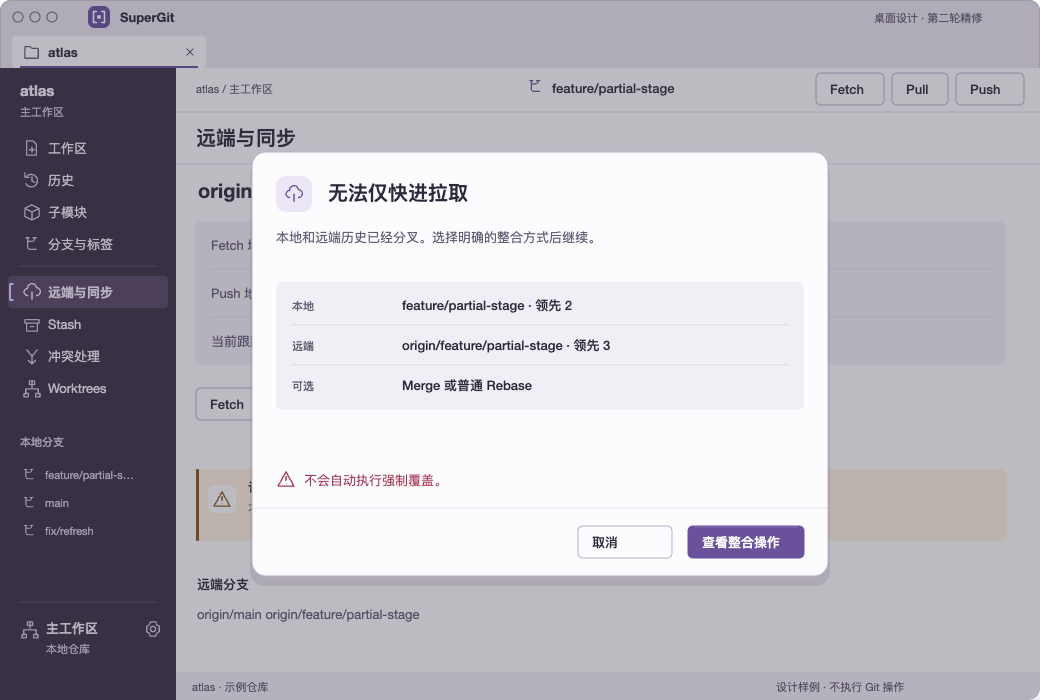 SuperGit
桌面设计 · 第二轮精修
atlas
atlas
主工作区
工作区
历史
子模块
分支与标签
远端与同步
Stash
冲突处理
Worktrees
本地分支
feature/partial-s...
main
fix/refresh
主工作区
本地仓库
atlas / 主工作区
feature/partial-stage
Fetch
Pull
Push
远端与同步
origin
Fetch
Push
当前跟
Fetch
无法仅快进拉取
本地和远端历史已经分叉。选择明确的整合方式后继续。
本地 feature/partial-stage · 领先 2
远端 origin/feature/partial-stage · 领先 3
可选 Merge 或普通 Rebase
不会自动执行强制覆盖。
取消
查看整合操作
远端分支
origin/main origin/feature/partial-stage
atlas · 示例仓库
设计样例 · 不执行 Git 操作